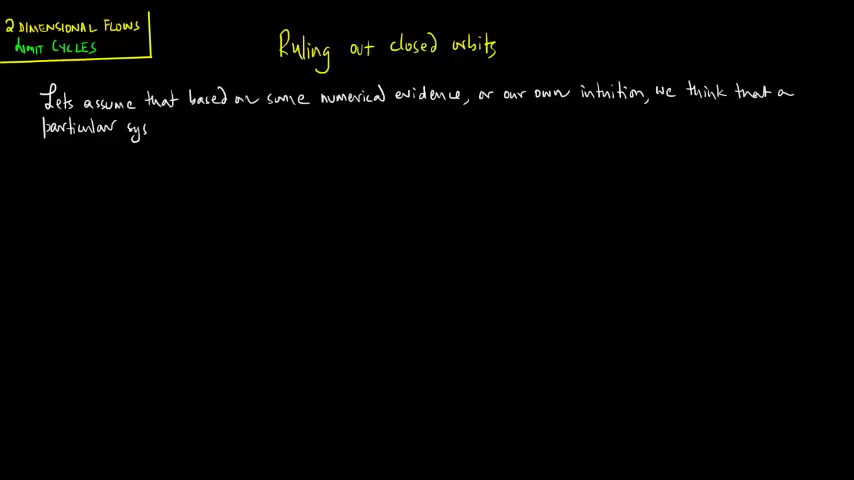 2 DIMENSIONAL FLOWS
LIMIT CYCLES
Ruling out closed orbits
Lets assume that based on some numerical evidence, or our own intuition, we think that a
particular sys